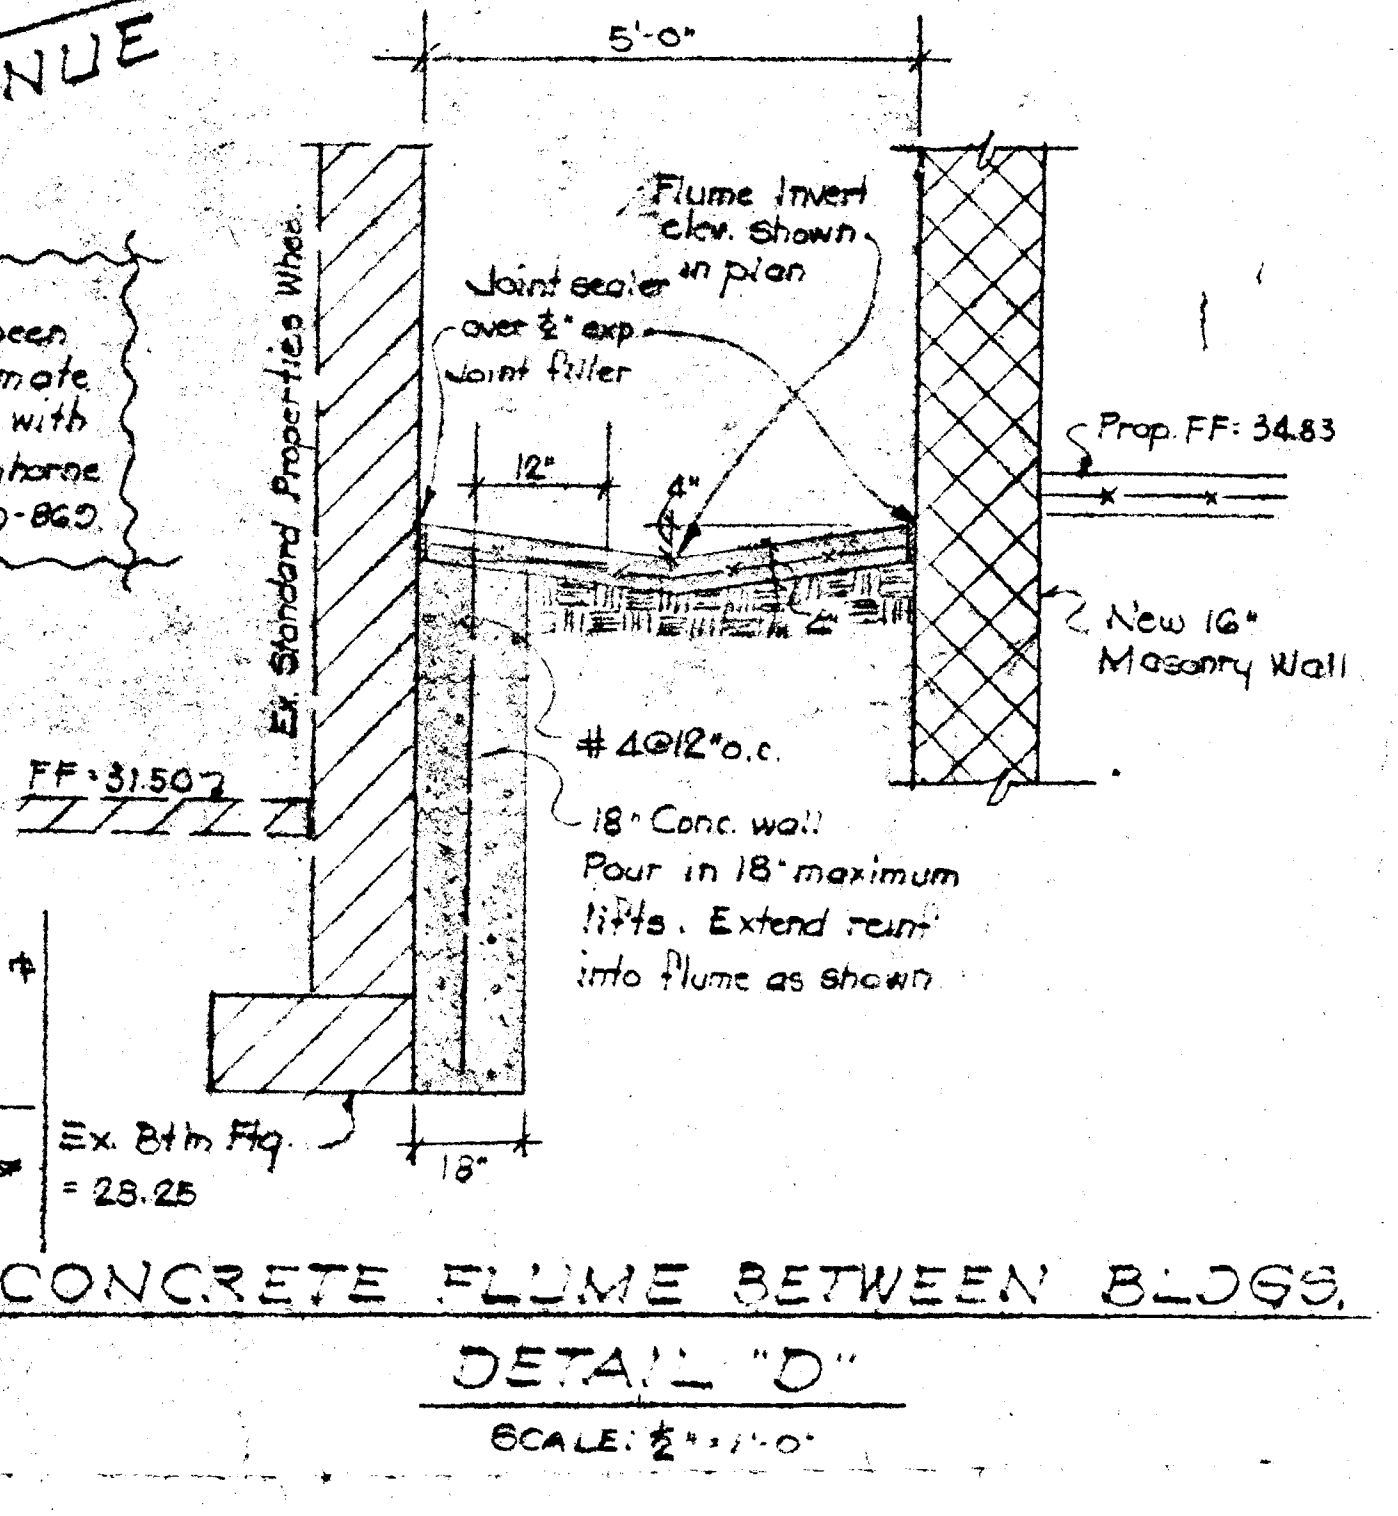 NUE
5'-0"
Flume Invert
elev. shown
in plan
Joint sealer
over ½" exp.
Joint filler
een
mate
with
horne
-869
Ex. Standard Properties Whse.
12"
4"
Prop. FF: 34.83
4"
New 16"
Masonry Wall
# 4@12"o.c.
FF=31.50
18" Conc. wall
Pour in 18" maximum
lifts. Extend reinf
into flume as shown
Ex. Btm Ftg.
= 28.25
18"
CONCRETE FLUME BETWEEN BLDGS.
DETAIL "D"
SCALE: ½" = 1'-0"